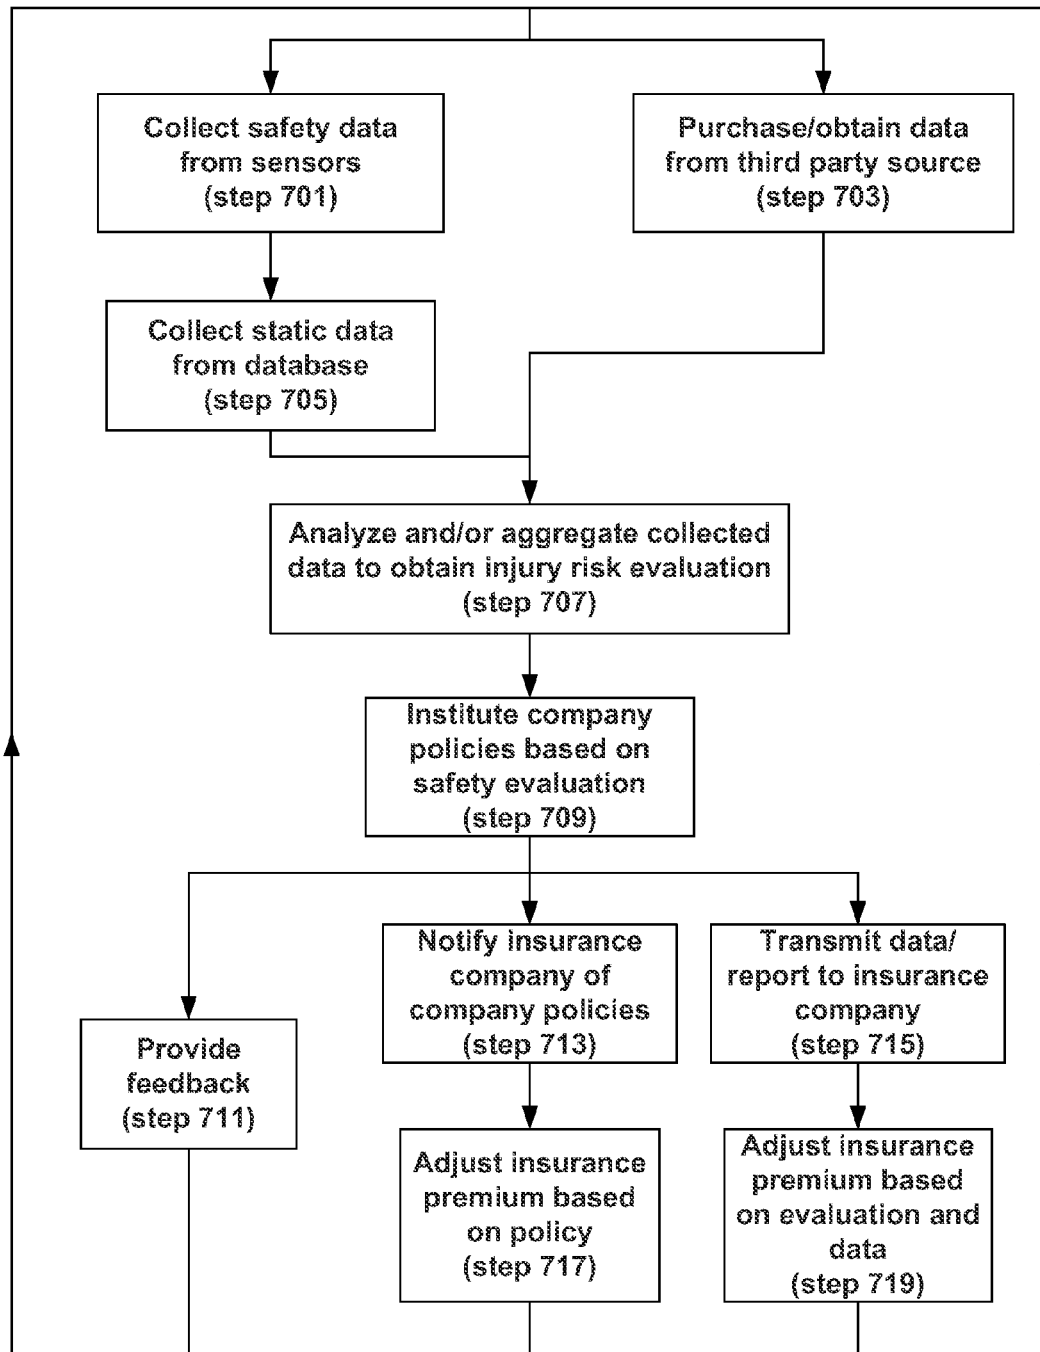 Collect safety data
from sensors
(step 701)
Purchase/obtain data
from third party source
(step 703)
Collect static data
from database
(step 705)
Analyze and/or aggregate collected
data to obtain injury risk evaluation
(step 707)
Institute company
policies based on
safety evaluation
(step 709)
Provide
feedback
(step 711)
Notify insurance
company of
company policies
(step 713)
Transmit data/
report to insurance
company
(step 715)
Adjust insurance
premium based
on policy
(step 717)
Adjust insurance
premium based
on evaluation and
data
(step 719)